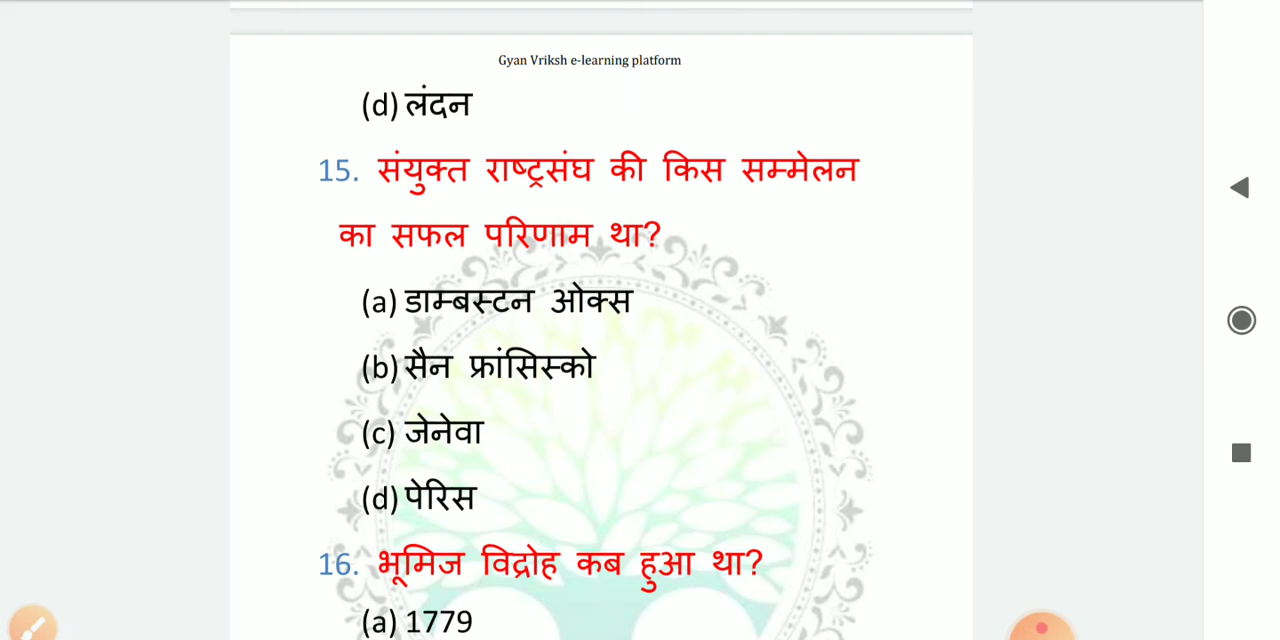 Gyan Vriksh e-learning platform
(d) लंदन
15. संयुक्त राष्ट्रसंघ की किस सम्मेलन
का सफल परिणाम था?
(a) डाम्बस्टन ओक्स
(b) सैन फ्रांसिस्को
(c) जेनेवा
(d) पेरिस
16. भूमिज विद्रोह कब हुआ था?
(a) 1779